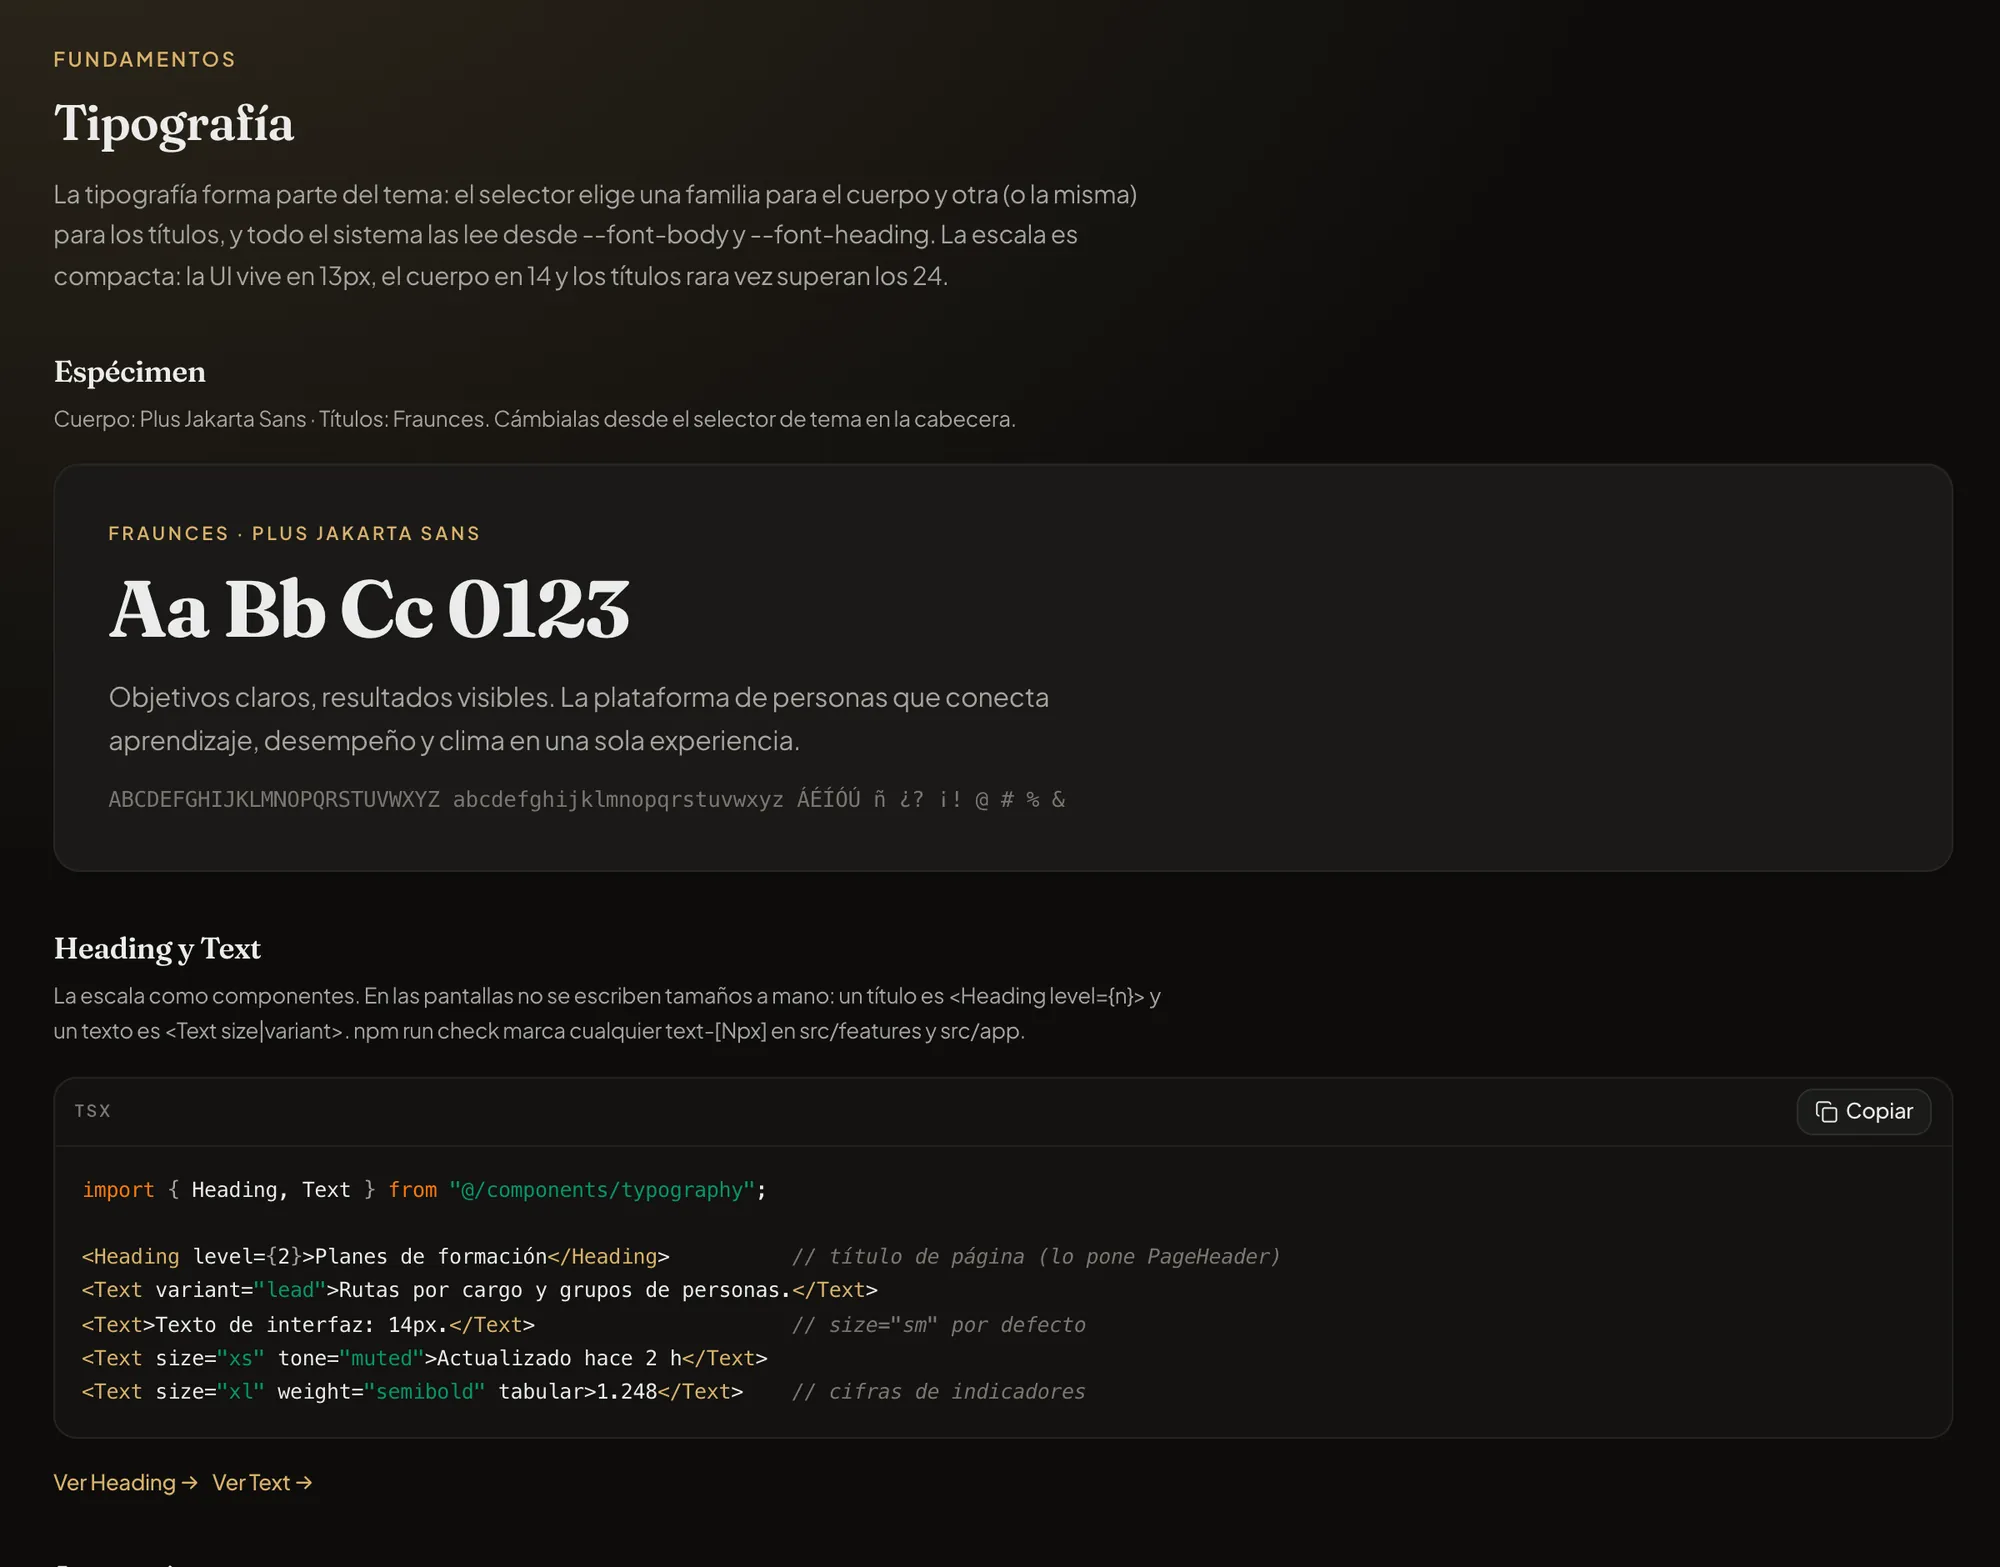 FUNDAMENTOS
Tipografía
La tipografía forma parte del tema: el selector elige una familia para el cuerpo y otra (o la misma)
para los títulos, y todo el sistema las lee desde --font-body y --font-heading. La escala es
compacta: la UI vive en 13px, el cuerpo en 14 y los títulos rara vez superan los 24.
Espécimen
Cuerpo: Plus Jakarta Sans · Títulos: Fraunces. Cámbialas desde el selector de tema en la cabecera.
FRAUNCES · PLUS JAKARTA SANS
Aa Bb Cc 0123
Objetivos claros, resultados visibles. La plataforma de personas que conecta
aprendizaje, desempeño y clima en una sola experiencia.
ABCDEFGHIJKLMNOPQRSTUVWXYZ abcdefghijklmnopqrstuvwxyz ÁÉÍÓÚ ñ ¿? ¡! @ # % &
Heading y Text
La escala como componentes. En las pantallas no se escriben tamaños a mano: un título es <Heading level={n}> y
un texto es <Text size|variant>. npm run check marca cualquier text-[Npx] en src/features y src/app.
TSX
Copiar
import { Heading, Text } from "@/components/typography";
<Heading level={2}>Planes de formación</Heading>          // título de página (lo pone PageHeader)
<Text variant="lead">Rutas por cargo y grupos de personas.</Text>
<Text>Texto de interfaz: 14px.</Text>                     // size="sm" por defecto
<Text size="xs" tone="muted">Actualizado hace 2 h</Text>
<Text size="xl" weight="semibold" tabular>1.248</Text>    // cifras de indicadores
Ver Heading → Ver Text →